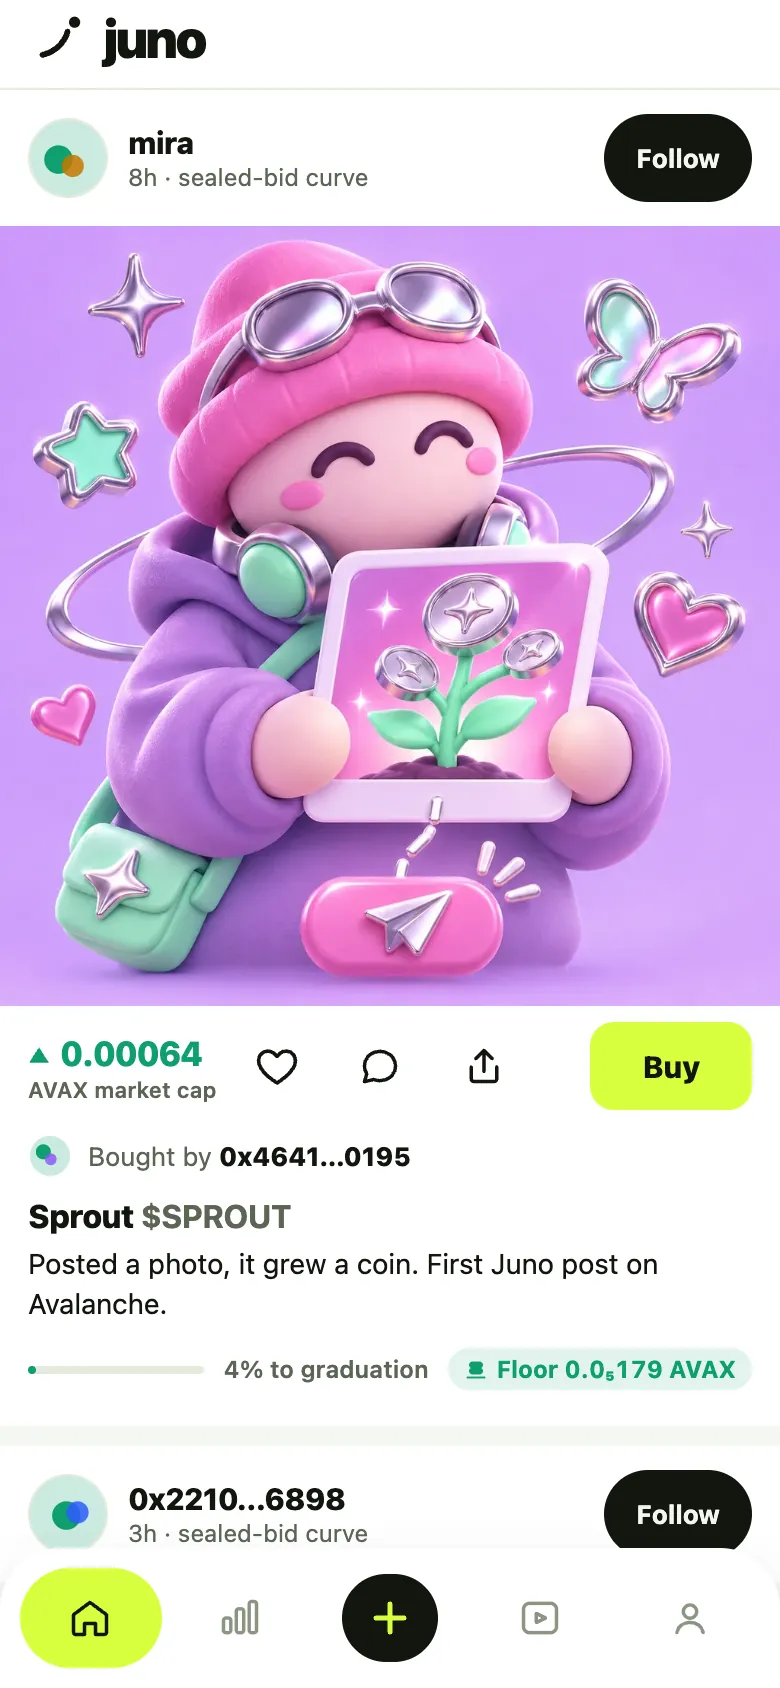 juno
mira
8h · sealed-bid curve
Follow
0.00064
AVAX market cap
Buy
Bought by 0x4641...0195
Sprout $SPROUT
Posted a photo, it grew a coin. First Juno post on
Avalanche.
4% to graduation
Floor 0.0₅179 AVAX
0x2210...6898
3h · sealed-bid curve
Follow